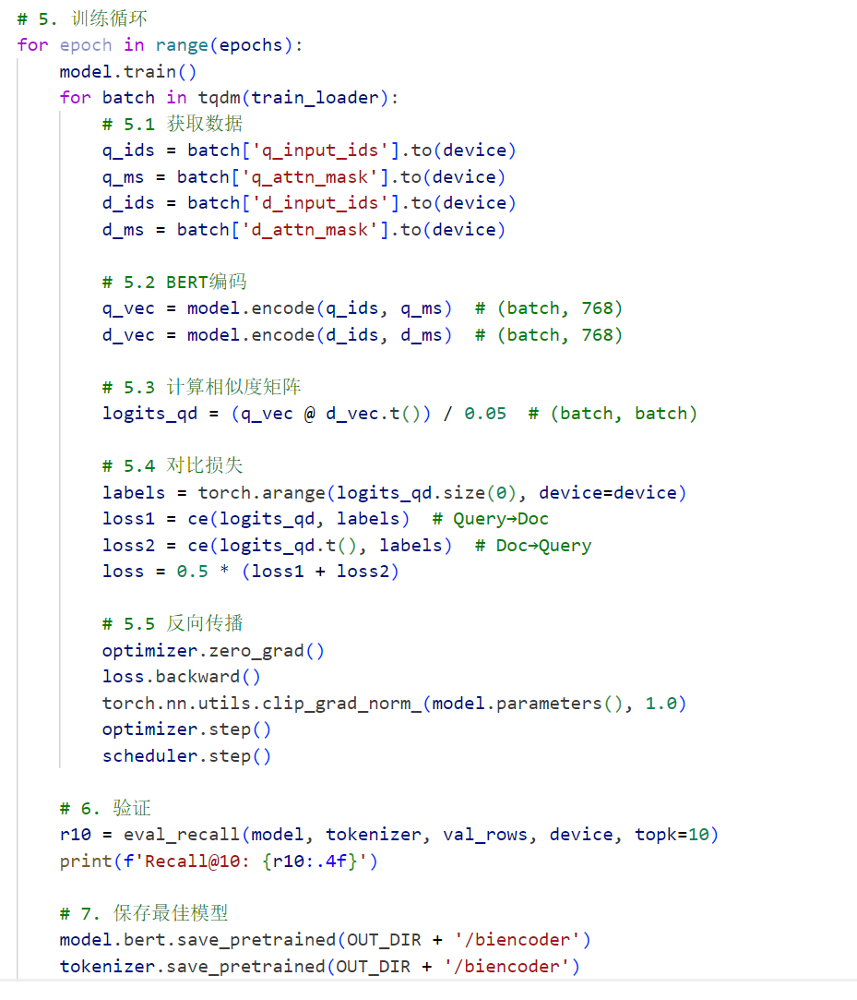 # 5. 训练循环
for epoch in range(epochs):
    model.train()
    for batch in tqdm(train_loader):
        # 5.1 获取数据
        q_ids = batch['q_input_ids'].to(device)
        q_ms = batch['q_attn_mask'].to(device)
        d_ids = batch['d_input_ids'].to(device)
        d_ms = batch['d_attn_mask'].to(device)

        # 5.2 BERT编码
        q_vec = model.encode(q_ids, q_ms)  # (batch, 768)
        d_vec = model.encode(d_ids, d_ms)  # (batch, 768)

        # 5.3 计算相似度矩阵
        logits_qd = (q_vec @ d_vec.t()) / 0.05  # (batch, batch)

        # 5.4 对比损失
        labels = torch.arange(logits_qd.size(0), device=device)
        loss1 = ce(logits_qd, labels)  # Query→Doc
        loss2 = ce(logits_qd.t(), labels)  # Doc→Query
        loss = 0.5 * (loss1 + loss2)

        # 5.5 反向传播
        optimizer.zero_grad()
        loss.backward()
        torch.nn.utils.clip_grad_norm_(model.parameters(), 1.0)
        optimizer.step()
        scheduler.step()

    # 6. 验证
    r10 = eval_recall(model, tokenizer, val_rows, device, topk=10)
    print(f'Recall@10: {r10:.4f}')

    # 7. 保存最佳模型
    model.bert.save_pretrained(OUT_DIR + '/biencoder')
    tokenizer.save_pretrained(OUT_DIR + '/biencoder')